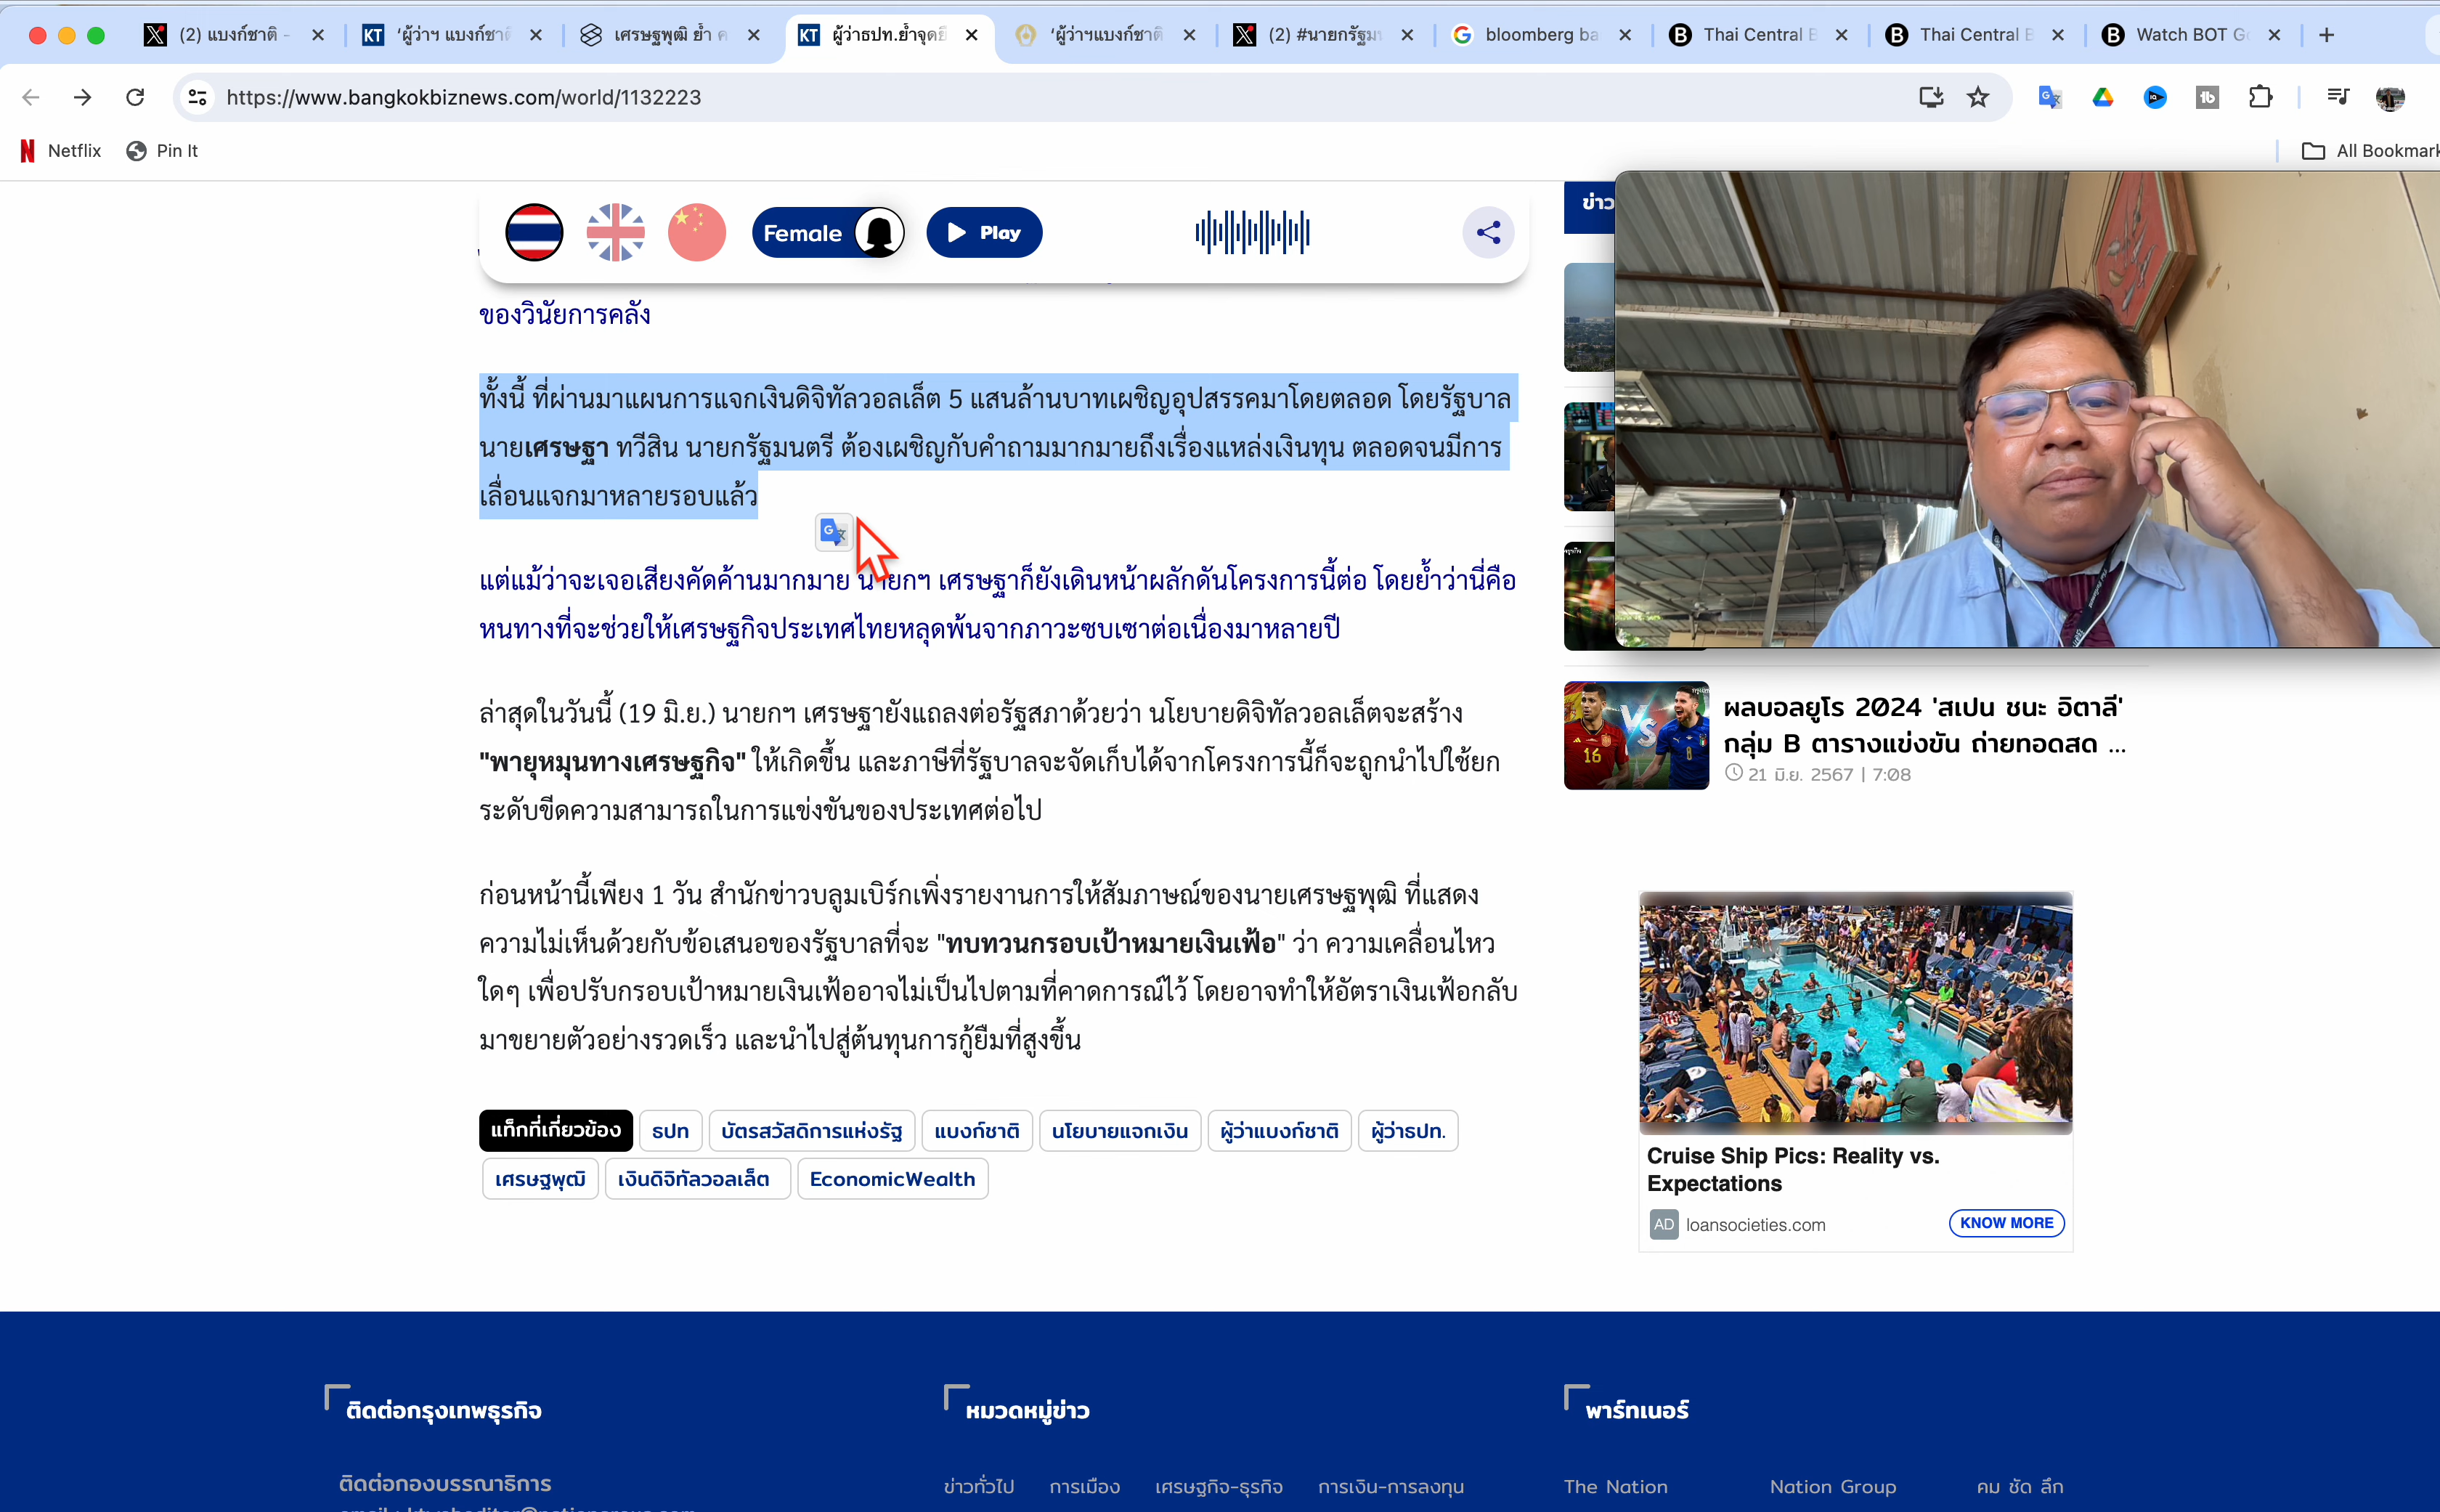 (2) แบงก์ชาติ -
KT
'ผู้ว่าฯ แบงก์ชาติ
เศรษฐพุฒิ ย้ำ ค
KT
ผู้ว่าธปท.ย้ำจุดยื
'ผู้ว่าฯแบงก์ชาติ
(2) #นายกรัฐมน
bloomberg ba
B Thai Central B
B Thai Central B
B Watch BOT Go
https://www.bangkokbiznews.com/world/1132223
Netflix
Pin It
All Bookmark
Female
Play
ข่าว
ของวินัยการคลัง
ทั้งนี้ ที่ผ่านมาแผนการแจกเงินดิจิทัลวอลเล็ต 5 แสนล้านบาทเผชิญอุปสรรคมาโดยตลอด โดยรัฐบาล
นายเศรษฐา ทวีสิน นายกรัฐมนตรี ต้องเผชิญกับคำถามมากมายถึงเรื่องแหล่งเงินทุน ตลอดจนมีการ
เลื่อนแจกมาหลายรอบแล้ว
แต่แม้ว่าจะเจอเสียงคัดค้านมากมาย นายกฯ เศรษฐาก็ยังเดินหน้าผลักดันโครงการนี้ต่อ โดยย้ำว่านี่คือ
หนทางที่จะช่วยให้เศรษฐกิจประเทศไทยหลุดพ้นจากภาวะซบเซาต่อเนื่องมาหลายปี
ล่าสุดในวันนี้ (19 มิ.ย.) นายกฯ เศรษฐายังแถลงต่อรัฐสภาด้วยว่า นโยบายดิจิทัลวอลเล็ตจะสร้าง
"พายุหมุนทางเศรษฐกิจ" ให้เกิดขึ้น และภาษีที่รัฐบาลจะจัดเก็บได้จากโครงการนี้ก็จะถูกนำไปใช้ยก
ระดับขีดความสามารถในการแข่งขันของประเทศต่อไป
ก่อนหน้านี้เพียง 1 วัน สำนักข่าวบลูมเบิร์กเพิ่งรายงานการให้สัมภาษณ์ของนายเศรษฐพุฒิ ที่แสดง
ความไม่เห็นด้วยกับข้อเสนอของรัฐบาลที่จะ "ทบทวนกรอบเป้าหมายเงินเฟ้อ" ว่า ความเคลื่อนไหว
ใดๆ เพื่อปรับกรอบเป้าหมายเงินเฟ้ออาจไม่เป็นไปตามที่คาดการณ์ไว้ โดยอาจทำให้อัตราเงินเฟ้อกลับ
มาขยายตัวอย่างรวดเร็ว และนำไปสู่ต้นทุนการกู้ยืมที่สูงขึ้น
แท็กที่เกี่ยวข้อง
ธปท
บัตรสวัสดิการแห่งรัฐ
แบงก์ชาติ
นโยบายแจกเงิน
ผู้ว่าแบงก์ชาติ
ผู้ว่าธปท.
เศรษฐพุฒิ
เงินดิจิทัลวอลเล็ต
EconomicWealth
VS
16
8
ผลบอลยูโร 2024 'สเปน ชนะ อิตาลี'
กลุ่ม B ตารางแข่งขัน ถ่ายทอดสด ...
21 มิ.ย. 2567 | 7:08
Cruise Ship Pics: Reality vs.
Expectations
AD
loansocieties.com
KNOW MORE
ติดต่อกรุงเทพธุรกิจ
ติดต่อกองบรรณาธิการ
หมวดหมู่ข่าว
ข่าวทั่วไป
การเมือง
เศรษฐกิจ-ธุรกิจ
การเงิน-การลงทุน
พาร์ทเนอร์
The Nation
Nation Group
คม ชัด ลึก